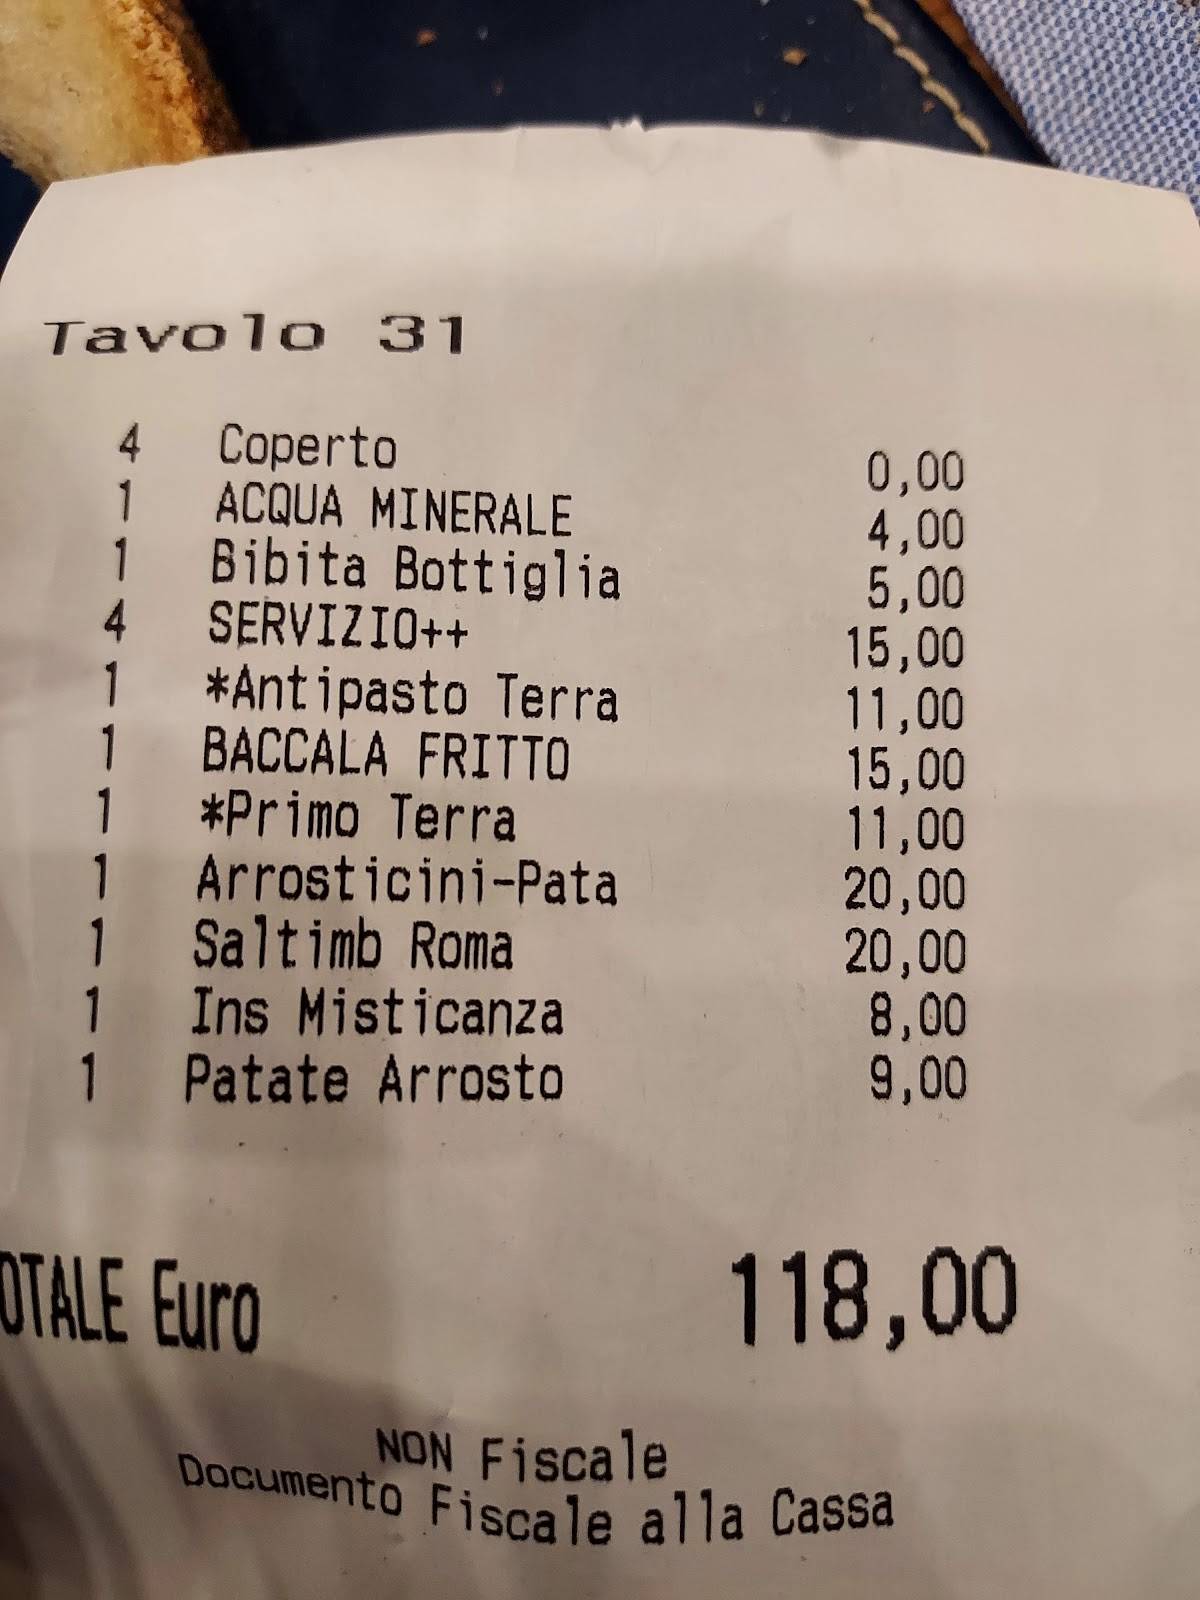 Tavolo 31
4 Coperto 0,00
1 ACQUA MINERALE 4,00
1 Bibita Bottiglia 5,00
4 SERVIZIO++ 15,00
1 *Antipasto Terra 11,00
1 BACCALA FRITTO 15,00
1 *Primo Terra 11,00
1 Arrosticini-Pata 20,00
1 Saltimb Roma 20,00
1 Ins Misticanza 8,00
1 Patate Arrosto 9,00
OTALE Euro 118,00
NON Fiscale
Documento Fiscale alla Cassa